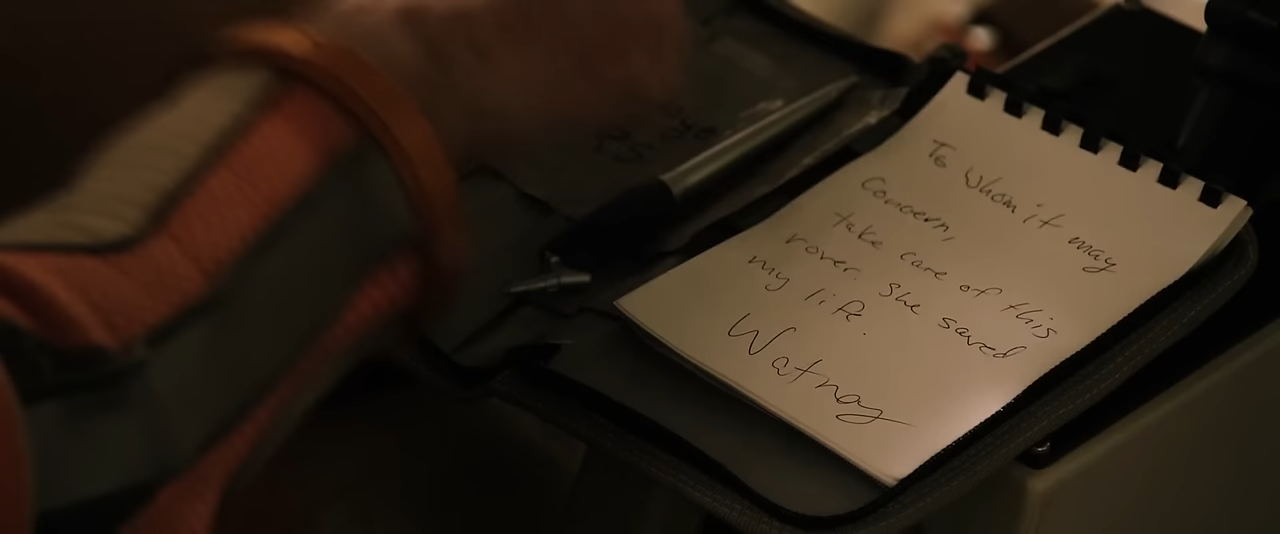 To Whom it may
Concern,
take care of this
rover. She saved
my life.
Watney